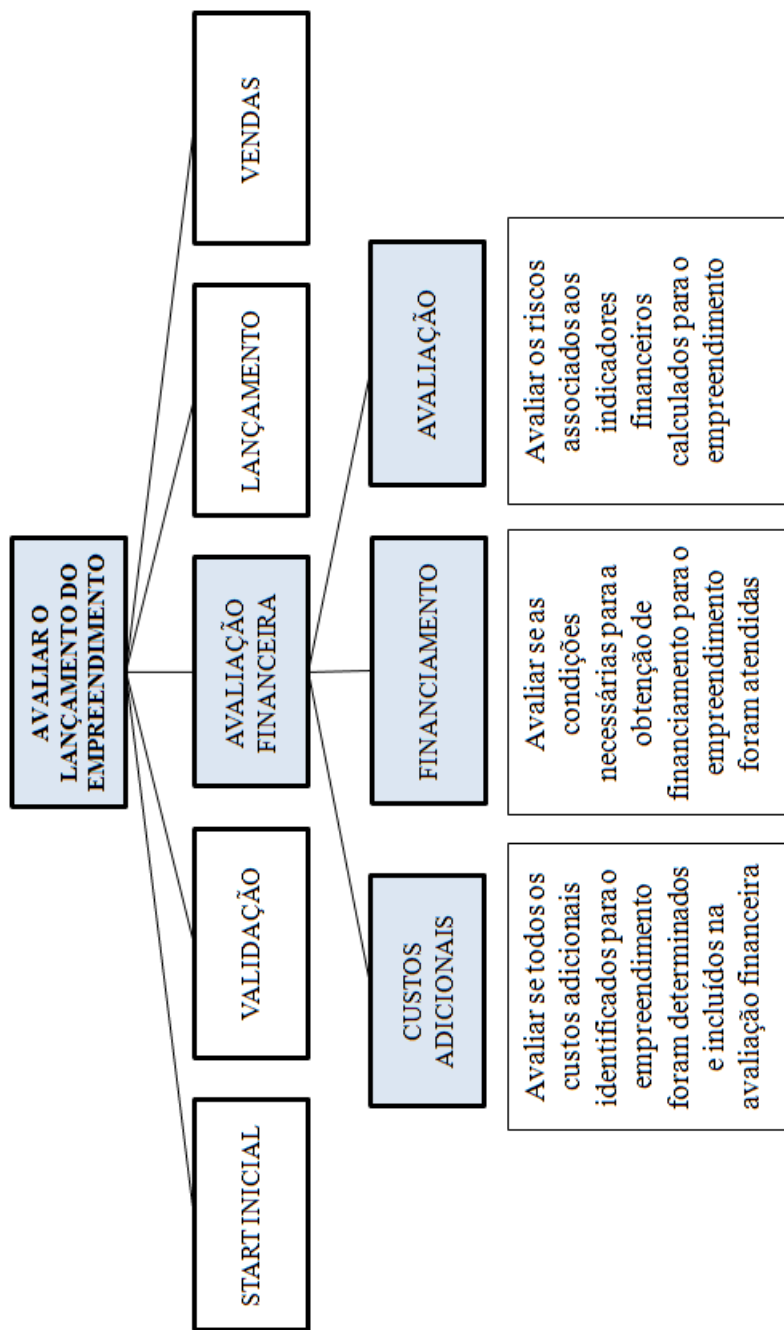 AVALIAR O
LANÇAMENTO DO
EMPREENDIMENTO
START INICIAL
VALIDAÇÃO
AVALIAÇÃO
FINANCEIRA
LANÇAMENTO
VENDAS
CUSTOS
ADICIONAIS
FINANCIAMENTO
AVALIAÇÃO
Avaliar se todos os
custos adicionais
identificados para o
empreendimento
foram determinados
e incluídos na
avaliação financeira
Avaliar se as
condições
necessárias para a
obtenção de
financiamento para o
empreendimento
foram atendidas
Avaliar os riscos
associados aos
indicadores
financeiros
calculados para o
empreendimento